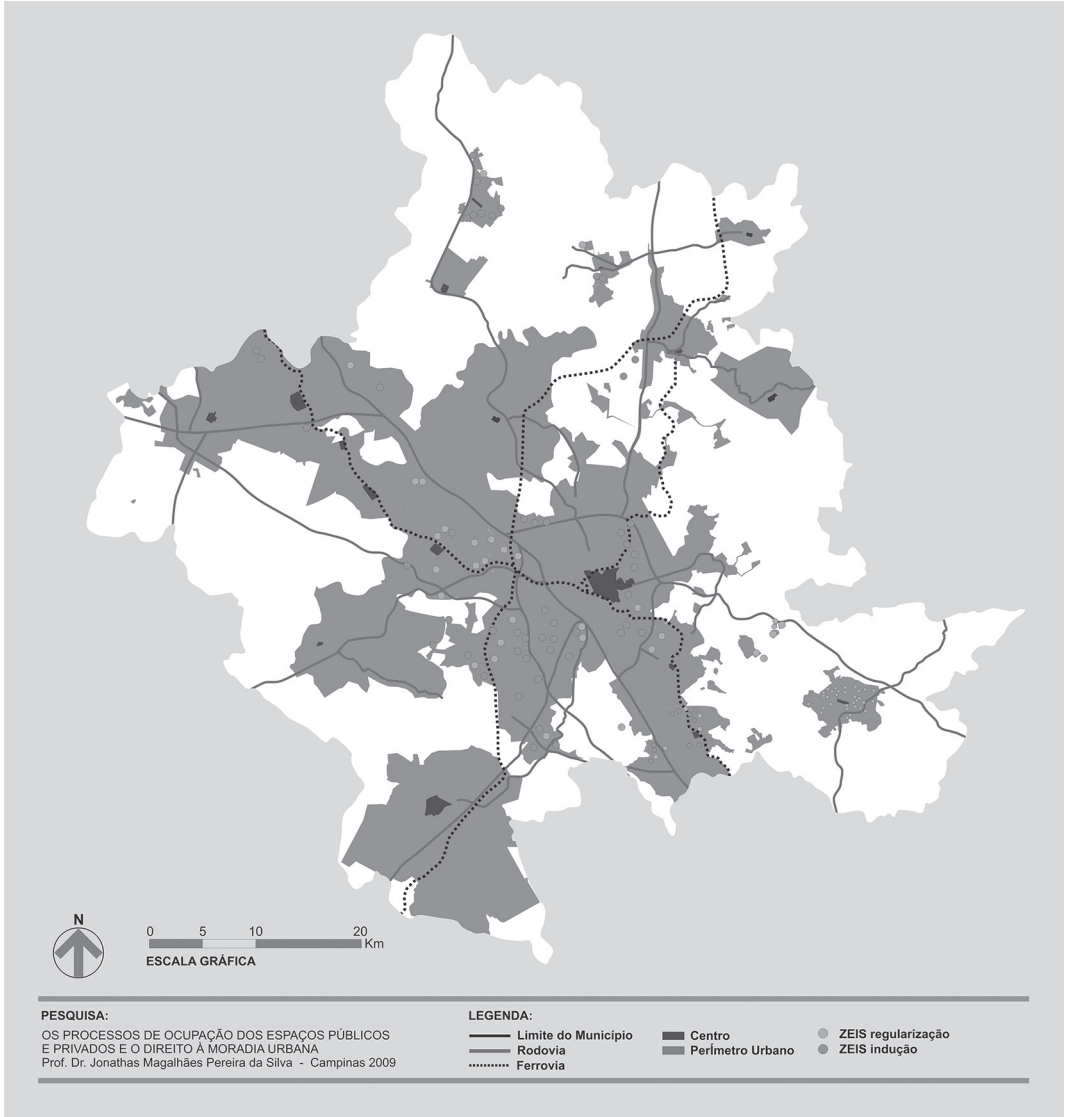 N
0 5 10 20
Km
ESCALA GRÁFICA
PESQUISA:
OS PROCESSOS DE OCUPAÇÃO DOS ESPAÇOS PÚBLICOS
E PRIVADOS E O DIREITO À MORADIA URBANA
Prof. Dr. Jonathas Magalhães Pereira da Silva - Campinas 2009
LEGENDA:
Limite do Município
Rodovia
Ferrovia
Centro
PerÍmetro Urbano
ZEIS regularização
ZEIS indução